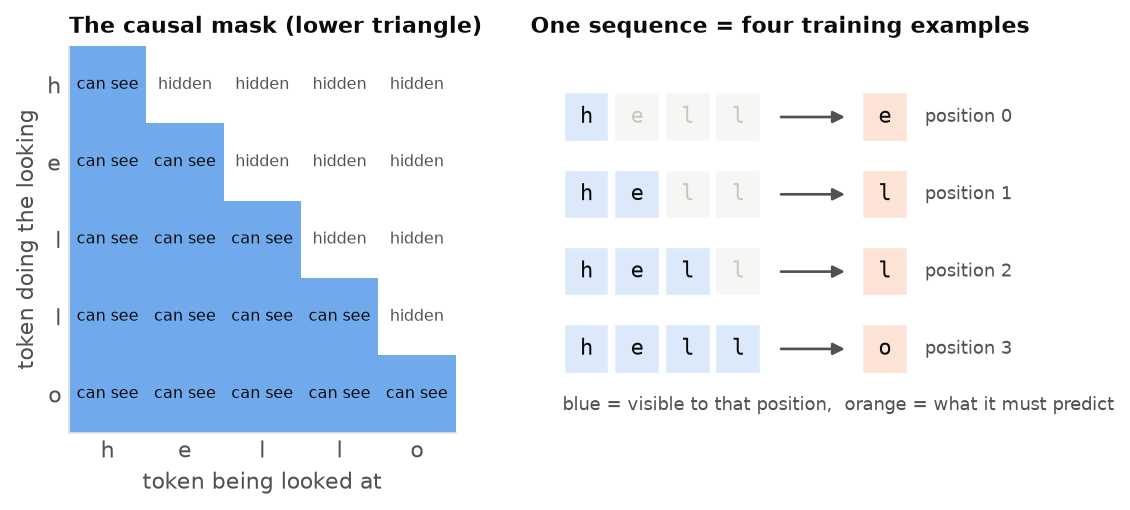 The causal mask (lower triangle)
token doing the looking
h can see hidden hidden hidden hidden
e can see can see hidden hidden hidden
l can see can see can see hidden hidden
l can see can see can see can see hidden
o can see can see can see can see can see
h e l l o
token being looked at
One sequence = four training examples
h e l l e position 0
h e l l l position 1
h e l l l position 2
h e l l o position 3
blue = visible to that position, orange = what it must predict